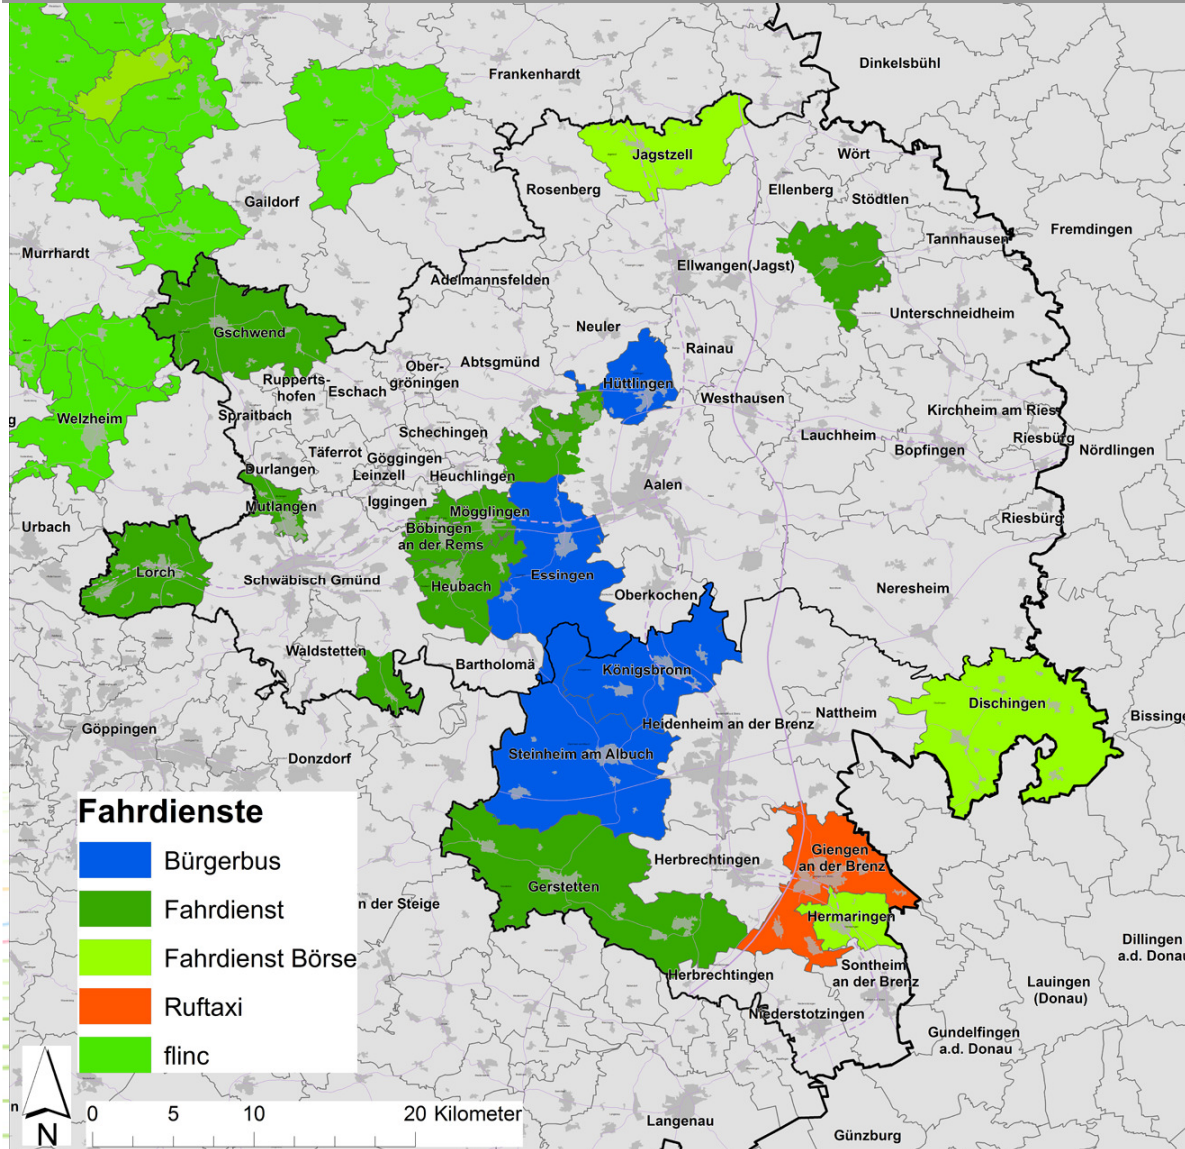 Dinkelsbühl
Frankenhardt
Jagstzell
Wört
Rosenberg
Ellenberg
Stödtlen
Gaildorf
Murrhardt
Tannhausen
Fremdingen
Ellwangen(Jagst)
Adelmannsfelden
Unterschneidheim
Gschwend
Neuler
Rainau
Abtsgmünd
Ober-
gröningen
Rupperts-
hofen
Eschach
Hüttlingen
Westhausen
Kirchheim am Ries
Spraitbach
Welzheim
g
Schechingen
Lauchheim
Riesbürg
Bopfingen
Nördlingen
Täferrot
Göggingen
Durlangen
Leinzell
Heuchlingen
Aalen
Iggingen
Mutlangen
Mögglingen
Riesbürg
Urbach
Böbingen
an der Rems
Lorch
Schwäbisch Gmünd
Heubach
Essingen
Oberkochen
Neresheim
Waldstetten
Bartholomä
Königsbronn
Dischingen
Nattheim
Bissinge
Göppingen
Heidenheim an der Brenz
Donzdorf
Steinheim am Albuch
Fahrdienste
Bürgerbus
Fahrdienst
Fahrdienst Börse
Ruftaxi
flinc
Giengen
an der Brenz
Herbrechtingen
Gerstetten
n der Steige
Hermaringen
Dillingen
a.d. Donau
Sontheim
an der Brenz
Herbrechtingen
Lauingen
(Donau)
Niederstotzingen
Gundelfingen
a.d. Donau
n
N
0 5 10 20 Kilometer
Langenau
Günzburg